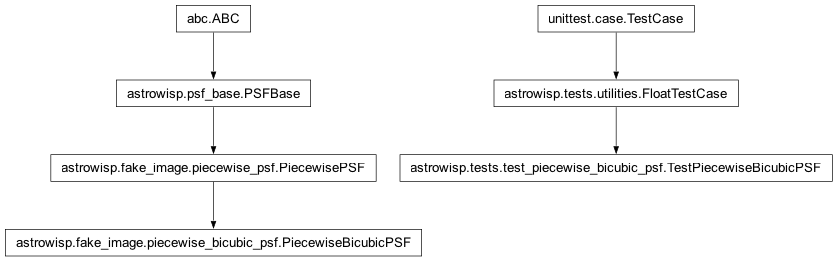 abc.ABC
unittest.case.TestCase
astrowisp.psf_base.PSFBase
astrowisp.tests.utilities.FloatTestCase
astrowisp.fake_image.piecewise_psf.PiecewisePSF
astrowisp.tests.test_piecewise_bicubic_psf.TestPiecewiseBicubicPSF
astrowisp.fake_image.piecewise_bicubic_psf.PiecewiseBicubicPSF